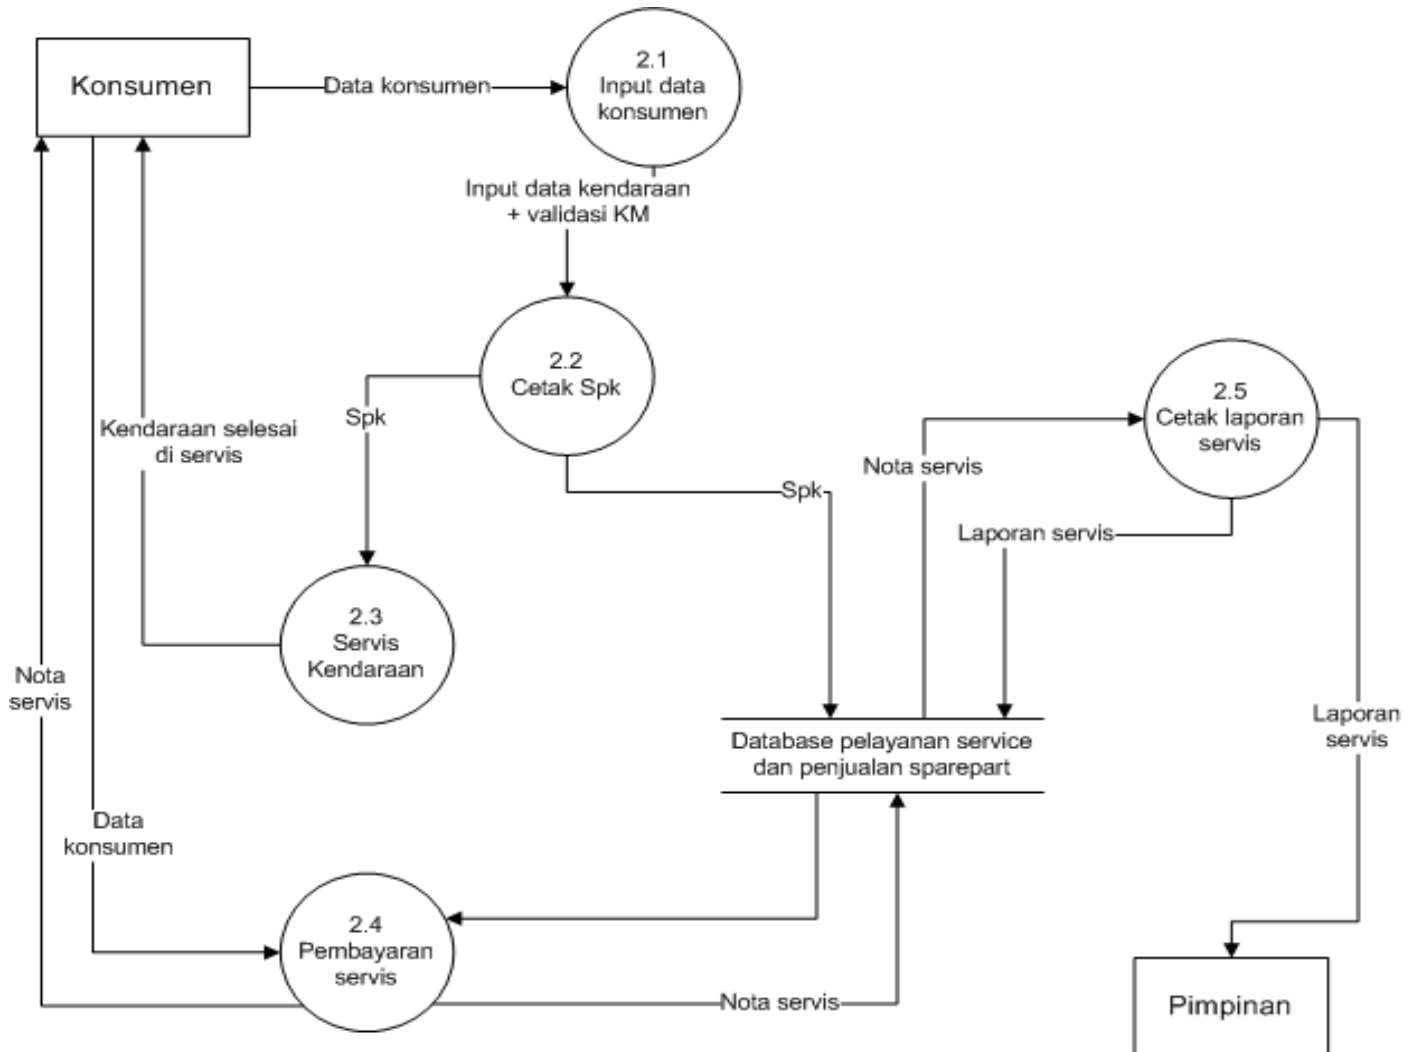 Konsumen
Data konsumen
2.1
Input data
konsumen
Input data kendaraan
+ validasi KM
2.2
Cetak Spk
Spk
Kendaraan selesai
di servis
Spk
2.5
Cetak laporan
servis
Nota servis
Laporan servis
2.3
Servis
Kendaraan
Nota
servis
Laporan
servis
Database pelayanan service
dan penjualan sparepart
Data
konsumen
2.4
Pembayaran
servis
Nota servis
Pimpinan